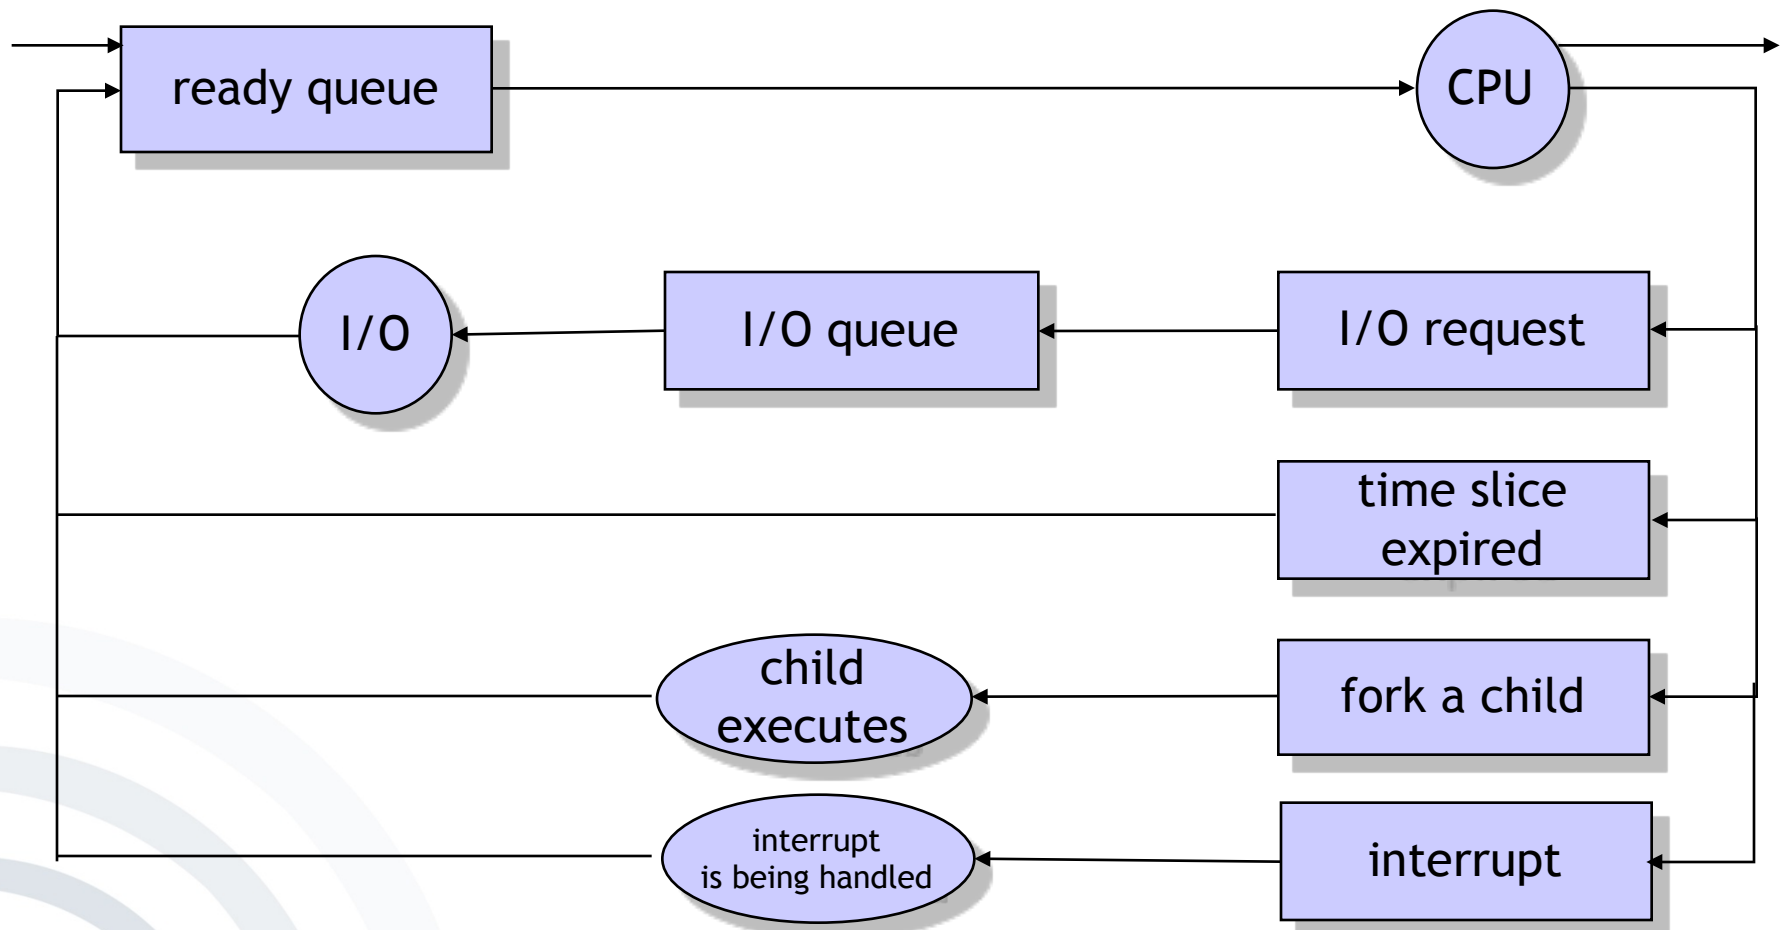 ready queue
CPU
I/O
I/O queue
I/O request
time slice
expired
child
executes
fork a child
interrupt
is being handled
interrupt